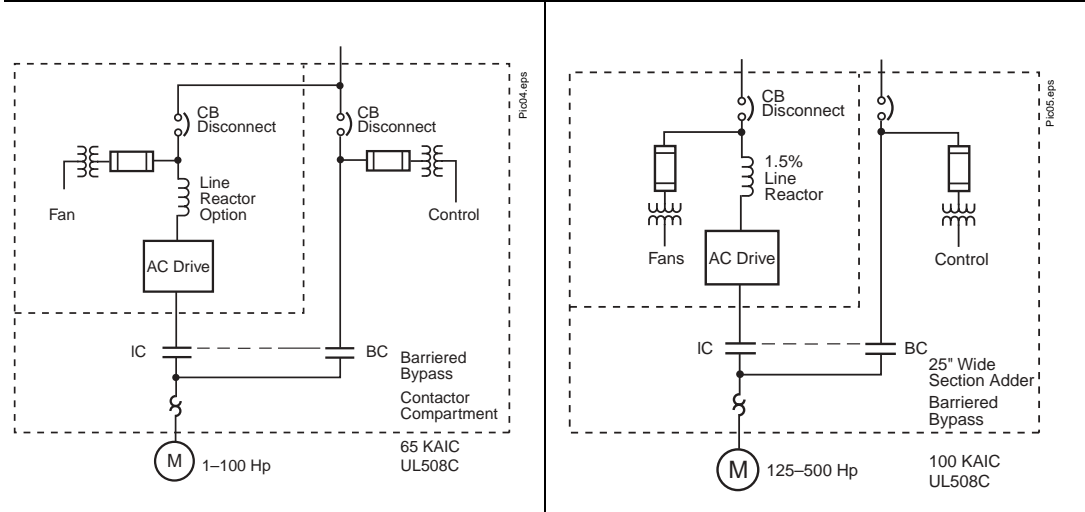 Pic04.eps
CB
Disconnect
CB
Disconnect
Fan
Line
Reactor
Option
Control
AC Drive
IC
BC
Barriered
Bypass
Contactor
Compartment
M
1–100 Hp
65 KAIC
UL508C
Pic05.eps
CB
Disconnect
1.5%
Line
Reactor
Fans
AC Drive
Control
IC
BC
25" Wide
Section Adder
Barriered
Bypass
M
125–500 Hp
100 KAIC
UL508C